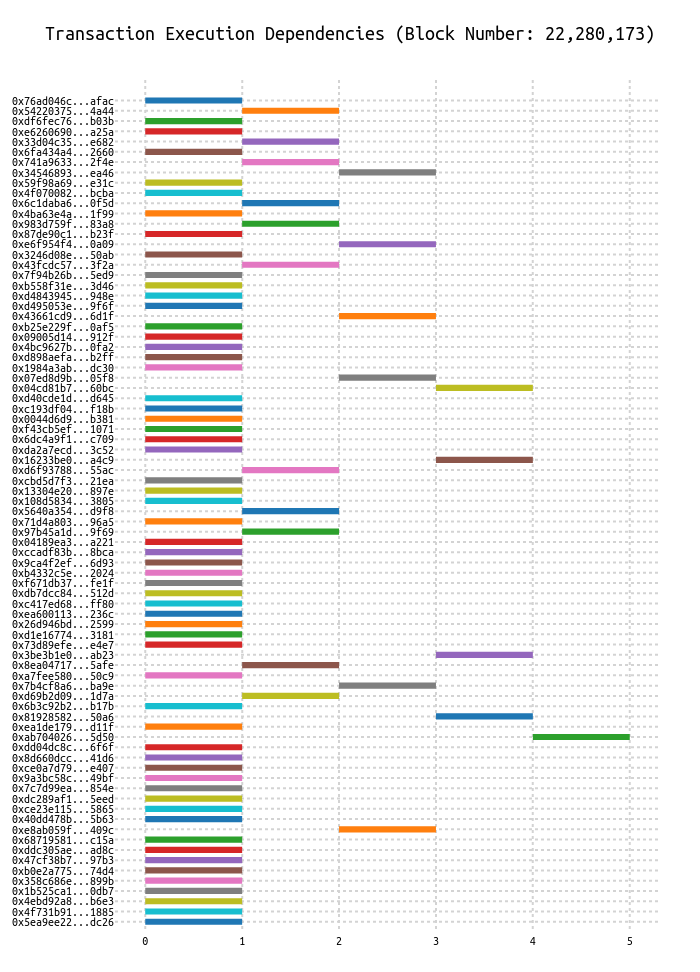 Transaction Execution Dependencies (Block Number: 22,280,173)
0x76ad046c...afac
0x54220375...4a44
0xdf6fec76...b03b
0xe6260690...a25a
0x33d04c35...e682
0x6fa434a4...2660
0x741a9633...2f4e
0x34546893...ea46
0x59f98a69...e31c
0x4f070082...bcba
0x6c1daba6...0f5d
0x4ba63e4a...1f99
0x983d759f...83a8
0x87de90c1...b23f
0xe6f954f4...0a09
0x3246d08e...50ab
0x43fcdc57...3f2a
0x7f94b26b...5ed9
0xb558f31e...3d46
0xd4843945...948e
0xd495053e...9f6f
0x43661cd9...6d1f
0xb25e229f...0af5
0x09005d14...912f
0x4bc9627b...0fa2
0xd898aefa...b2ff
0x1984a3ab...dc30
0x07ed8d9b...05f8
0x04cd81b7...60bc
0xd40cde1d...d645
0xc193df04...f18b
0x0044d6d9...b381
0xf43cb5ef...1071
0x6dc4a9f1...c709
0xda2a7ecd...3c52
0x16233be0...a4c9
0xd6f93788...55ac
0xcbd5d7f3...21ea
0x13304e20...897e
0x108d5834...3805
0x5640a354...d9f8
0x71d4a803...96a5
0x97b45a1d...9f69
0x04189ea3...a221
0xccadf83b...8bca
0x9ca4f2ef...6d93
0xb4332c5e...2024
0xf671db37...fe1f
0xdb7dcc84...512d
0xc417ed68...ff80
0xea600113...236c
0x26d946bd...2599
0xd1e16774...3181
0x73d89efe...e4e7
0x3be3b1e0...ab23
0x8ea04717...5afe
0xa7fee580...50c9
0x7b4cf8a6...ba9e
0xd69b2d09...1d7a
0x6b3c92b2...b17b
0x81928582...50a6
0xea1de179...d11f
0xab704026...5d50
0xdd04dc8c...6f6f
0x8d660dcc...41d6
0xce0a7d79...e407
0x9a3bc58c...49bf
0x7c7d99ea...854e
0xdc289af1...5eed
0xce23e115...5865
0x40dd478b...5b63
0xe8ab059f...409c
0x68719581...c15a
0xddc305ae...ad8c
0x47cf38b7...97b3
0xb0e2a775...74d4
0x358c686e...899b
0x1b525ca1...0db7
0x4ebd92a8...b6e3
0x4f731b91...1885
0x5ea9ee22...dc26
0 1 2 3 4 5